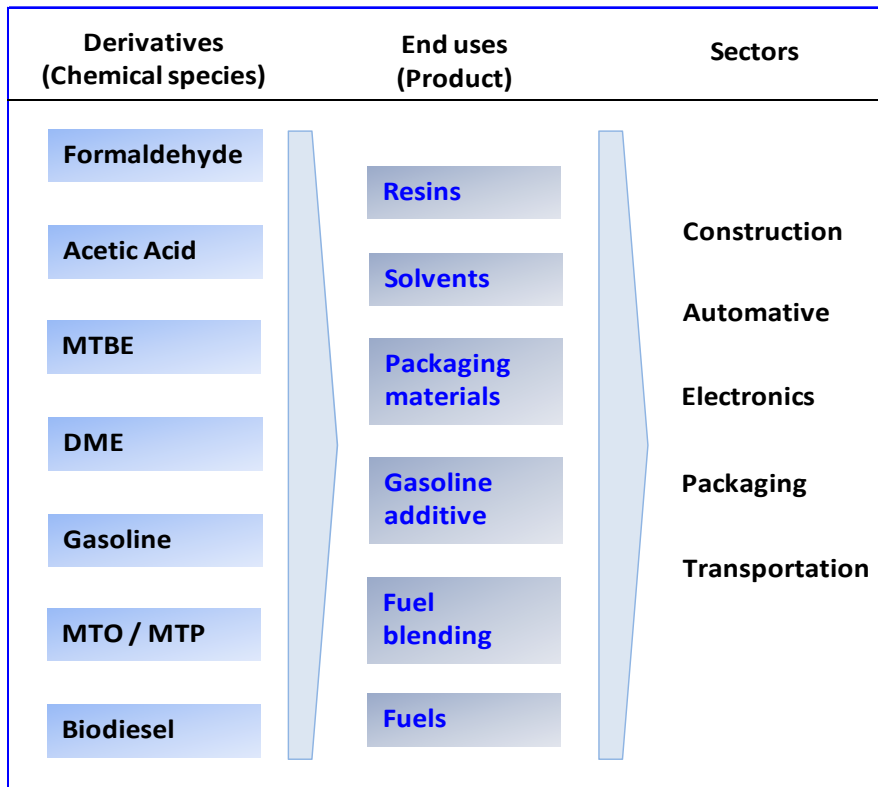 Derivatives
(Chemical species)
End uses
(Product)
Sectors
Formaldehyde
Acetic Acid
MTBE
DME
Gasoline
MTO / MTP
Biodiesel
Resins
Solvents
Packaging
materials
Gasoline
additive
Fuel
blending
Fuels
Construction
Automative
Electronics
Packaging
Transportation